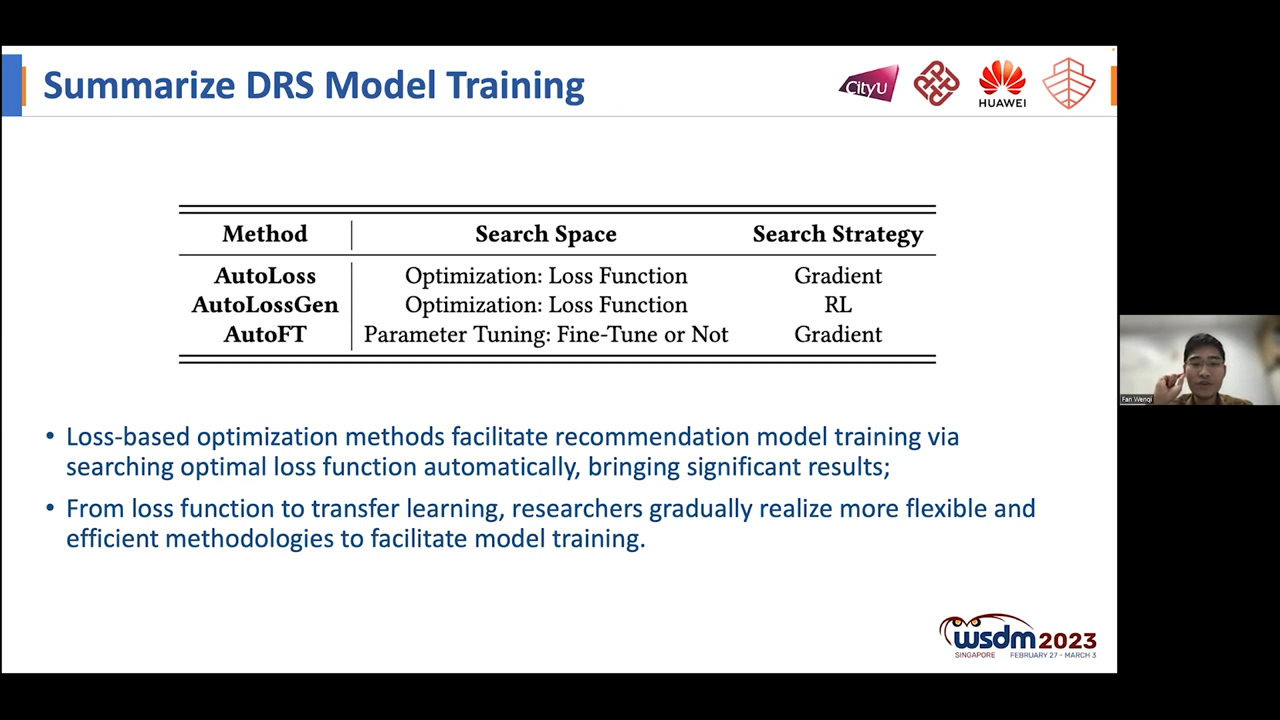 Summarize DRS Model Training
CityU
HUAWEI
Method Search Space Search Strategy
AutoLoss Optimization: Loss Function Gradient
AutoLossGen Optimization: Loss Function RL
AutoFT Parameter Tuning: Fine-Tune or Not Gradient
• Loss-based optimization methods facilitate recommendation model training via
searching optimal loss function automatically, bringing significant results;
• From loss function to transfer learning, researchers gradually realize more flexible and
efficient methodologies to facilitate model training.
Fan Wenqi
wsdm 2023
SINGAPORE FEBRUARY 27 - MARCH 3